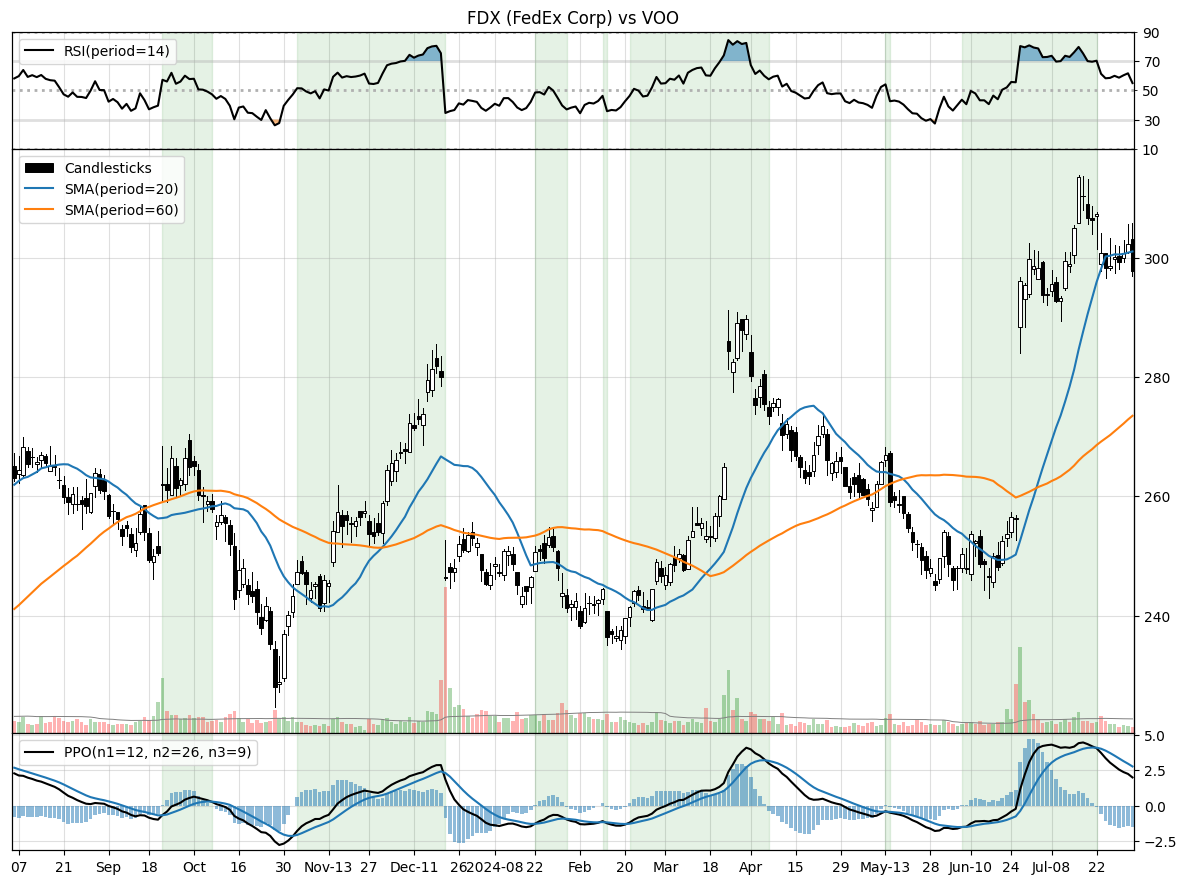 FDX (FedEx Corp) vs VOO
RSI(period=14)
90
70
50
30
10
Candlesticks
SMA(period=20)
SMA(period=60)
300
280
260
240
PPO(n1=12, n2=26, n3=9)
5.0
2.5
0.0
−2.5
07 21 Sep 18 Oct 16 30 Nov-13 27 Dec-11 26 2024-08 22 Feb 20 Mar 18 Apr 15 29 May-13 28 Jun-10 24 Jul-08 22